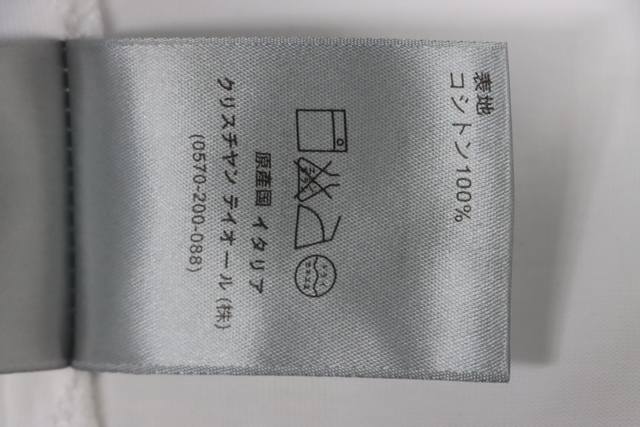 表地
コットン100%
原産国 イタリア
クリスチャン ディオール (株)
(0570-200-088)